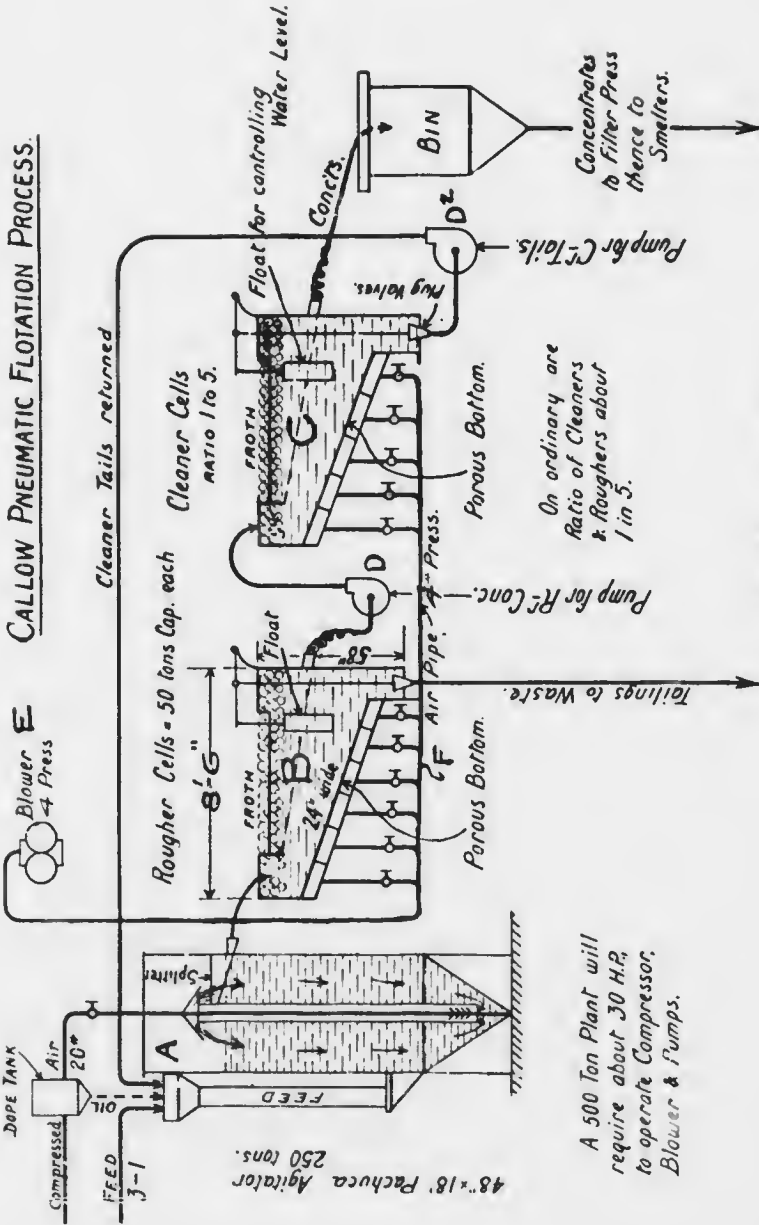 CALLOW PNEUMATIC FLOTATION PROCESS.
Blower E
4 Press
Cleaner Tails returned
DOPE TANK
Compressed
Air
20#
OIL
FEED
3-1
A
Splitter
FEED
48"x18' Pachuca Agitator
250 tons.
Rougher Cells = 50 tons Cap. each
8'-6"
FROTH
Float
B
24" wide
58"
Porous Bottom.
F
Air Pipe. 4# Press.
Tailings to Waste.
D
Pump for Rr Conc.
Cleaner Cells
RATIO 1 to 5.
FROTH
C
Float for controlling
Water Level.
Porous Bottom.
Plug Valves.
D2
Pump for Cr Tails.
Conc'ts.
BIN
Concentrates
to Filter Press
thence to
Smelters.
On ordinary are
Ratio of Cleaners
& Roughers about
1 in 5.
A 500 Ton Plant will
require about 30 H.P.,
to operate Compressor,
Blower & Pumps.